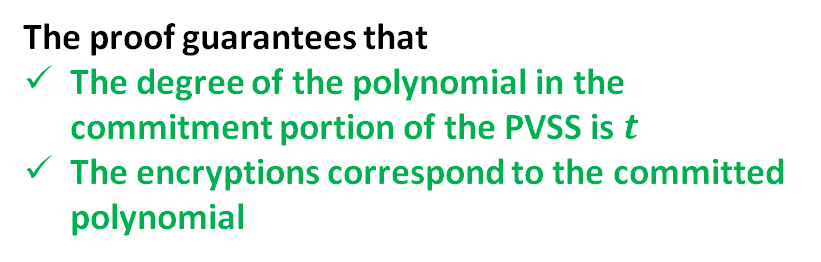 The proof guarantees that
✓ The degree of the polynomial in the
commitment portion of the PVSS is t
✓ The encryptions correspond to the committed
polynomial